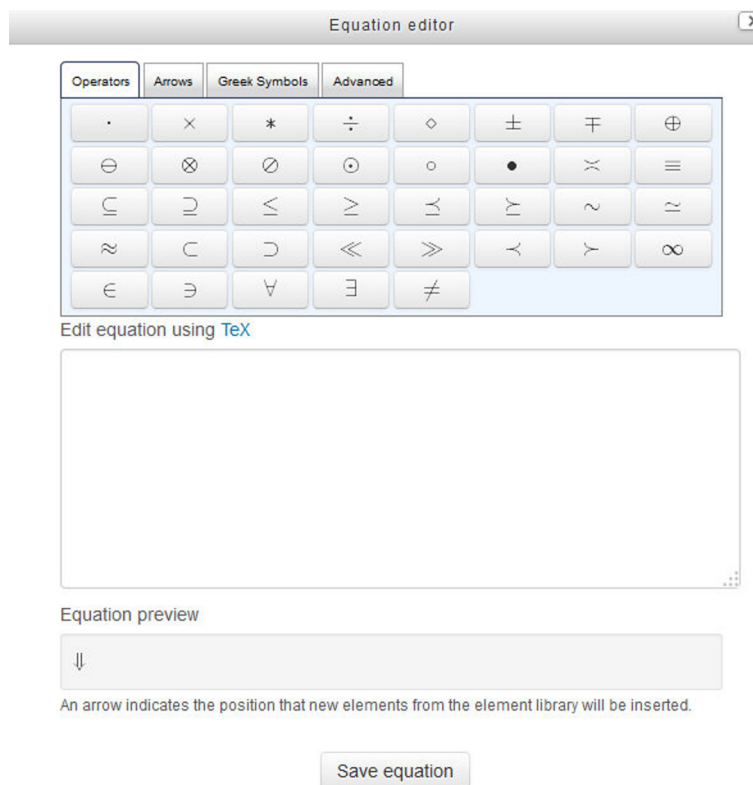 Equation editor
Operators Arrows Greek Symbols Advanced
· × * ÷ ⋄ ± ∓ ⊕
⊖ ⊗ ⊘ ⊙ ∘ • ≍ ≡
⊆ ⊇ ≤ ≥ ⪯ ⪰ ∼ ≃
≈ ⊂ ⊃ ≪ ≫ ≺ ≻ ∞
∈ ∋ ∀ ∃ ≠
Edit equation using TeX
Equation preview
⇓
An arrow indicates the position that new elements from the element library will be inserted.
Save equation